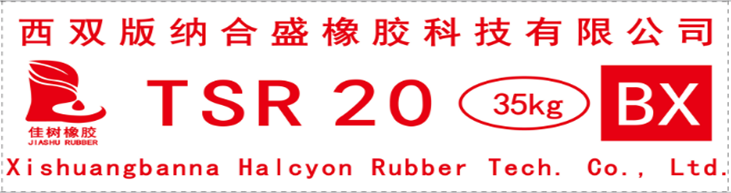 西双版纳合盛橡胶科技有限公司
TSR 20 35kg BX
佳树橡胶
JIASHU RUBBER
Xishuangbanna Halcyon Rubber Tech. Co., Ltd.